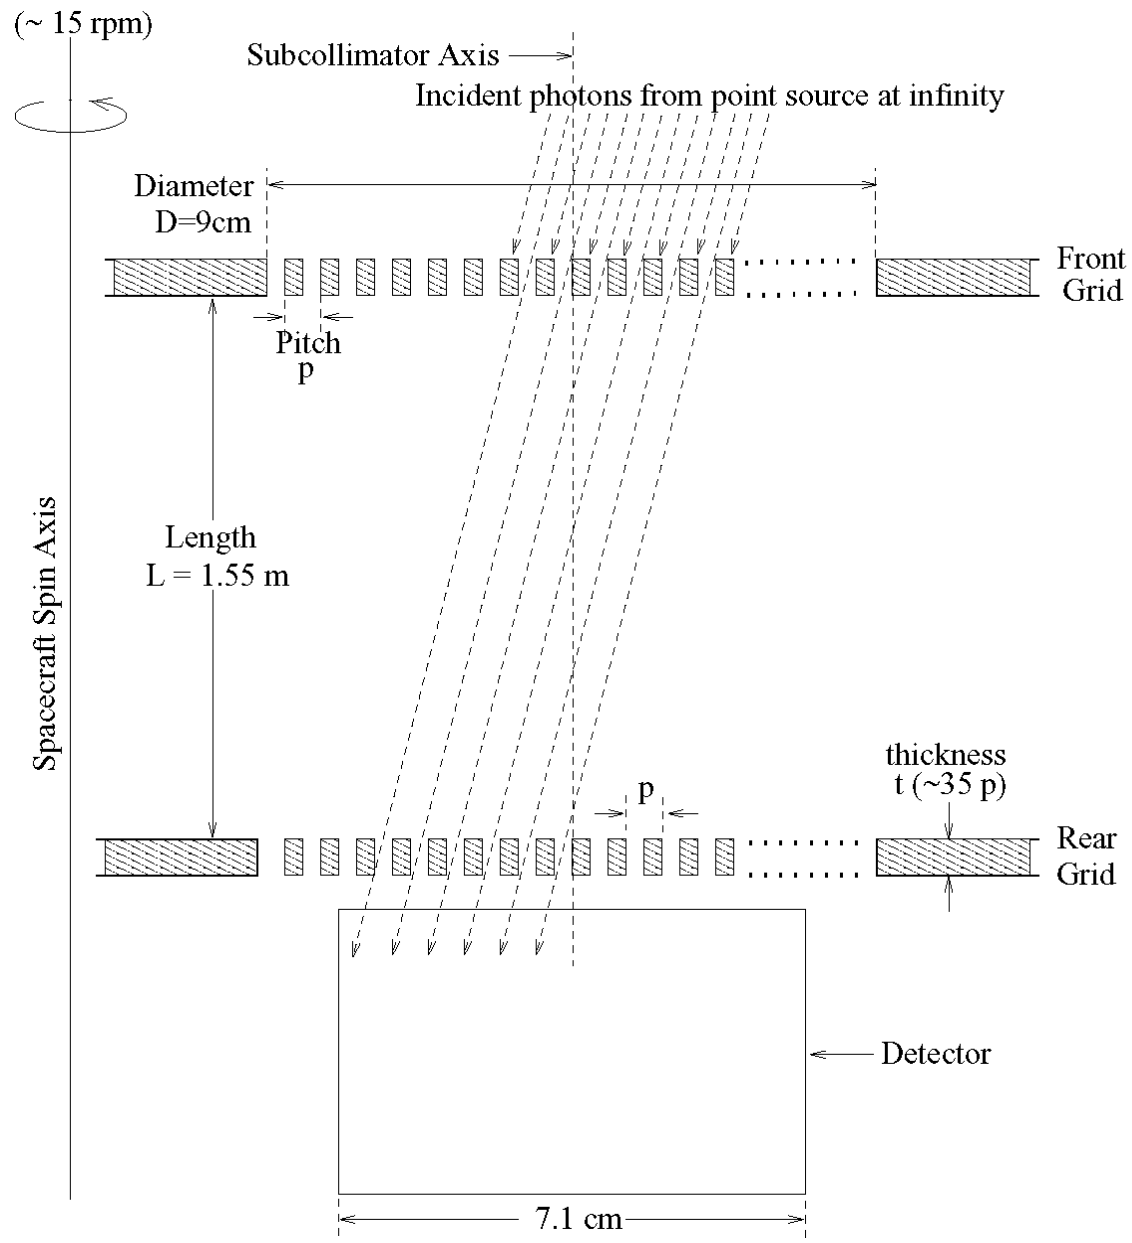 (~ 15 rpm)
Subcollimator Axis
Incident photons from point source at infinity
Diameter
D=9cm
Front
Grid
Pitch
p
Length
L = 1.55 m
Spacecraft Spin Axis
thickness
t (~35 p)
p
Rear
Grid
Detector
7.1 cm